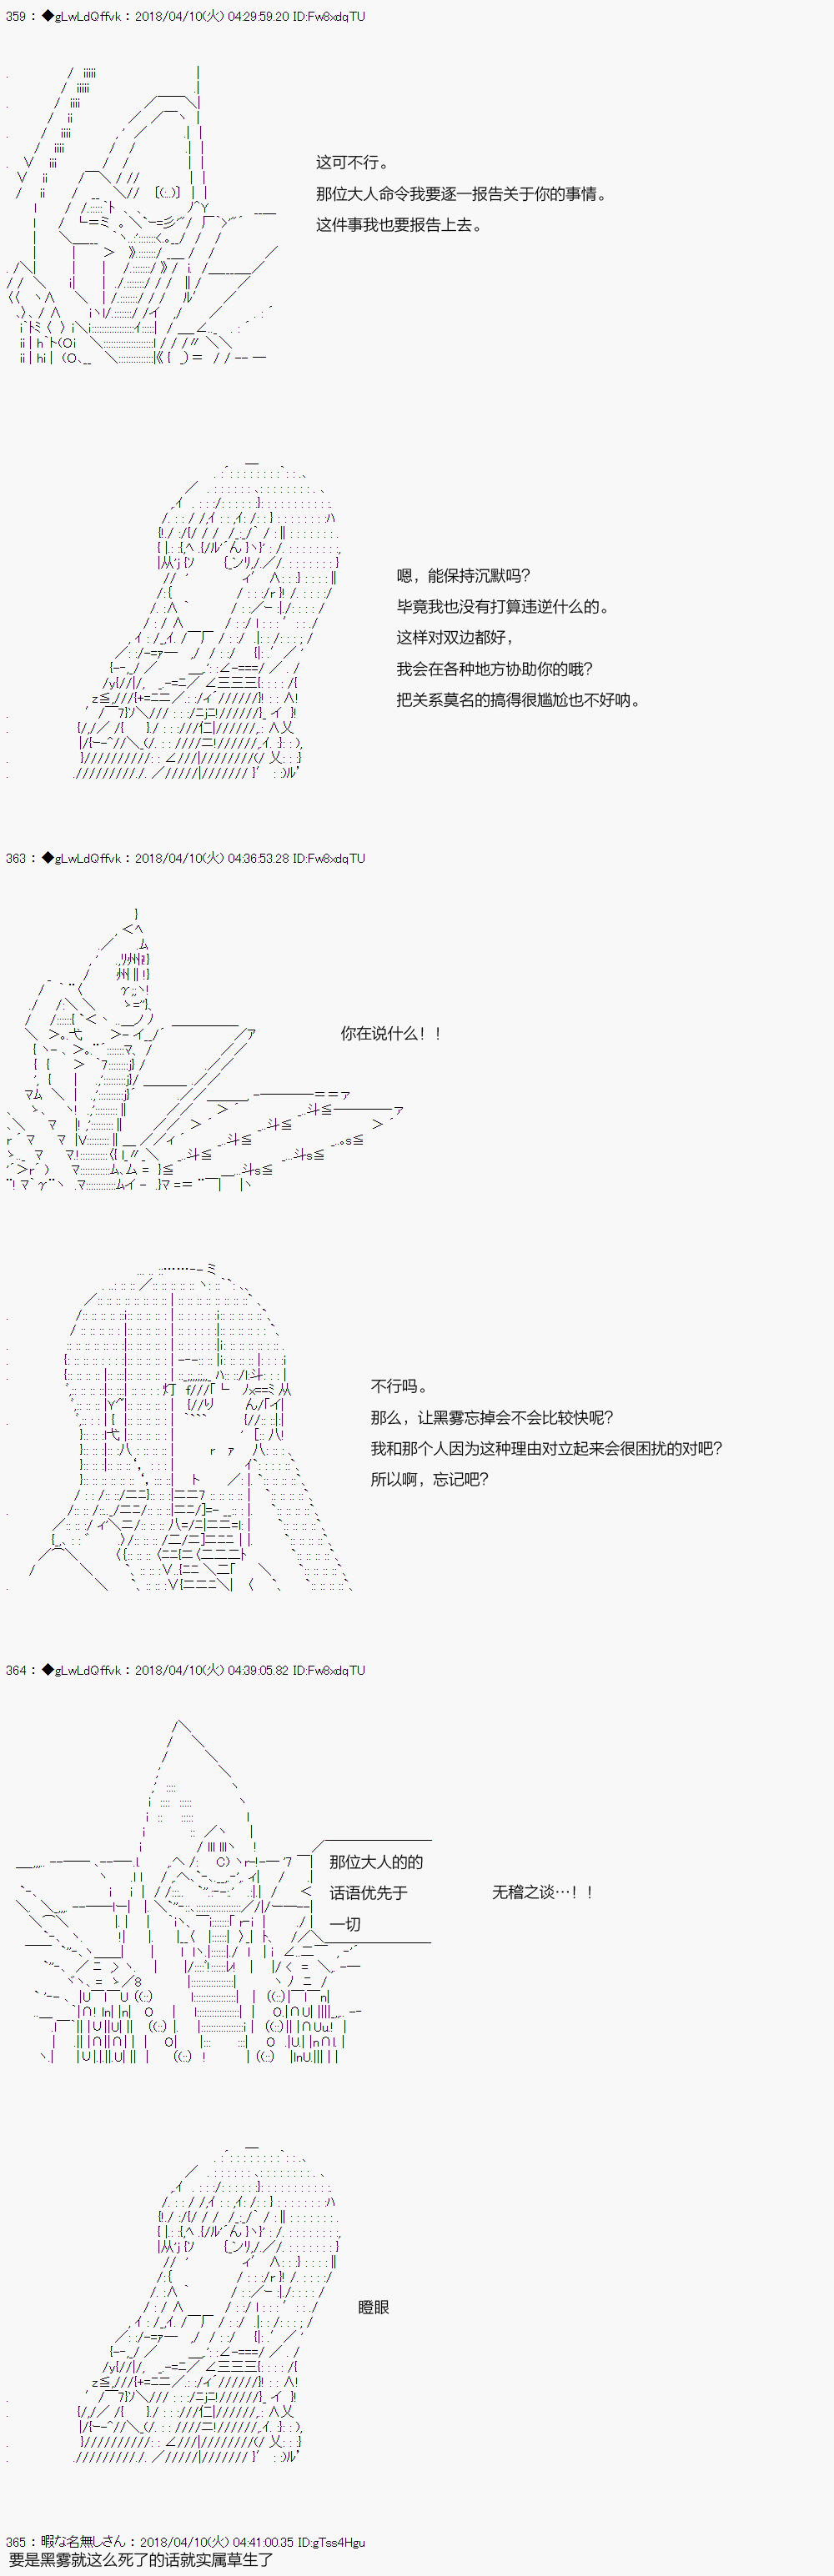 359 : ◆gLwLdQffvk : 2018/04/10(火) 04:29:59.20 ID:Fw8xdqTU
这可不行。
那位大人命令我要逐一报告关于你的事情。
这件事我也要报告上去。
嗯，能保持沉默吗？
毕竟我也没有打算违逆什么的。
这样对双边都好，
我会在各种地方协助你的哦？
把关系莫名的搞得很尴尬也不好呐。
363 : ◆gLwLdQffvk : 2018/04/10(火) 04:36:53.28 ID:Fw8xdqTU
你在说什么！！
不行吗。
那么，让黑雾忘掉会不会比较快呢？
我和那个人因为这种理由对立起来会很困扰的对吧？
所以啊，忘记吧？
364 : ◆gLwLdQffvk : 2018/04/10(火) 04:39:05.82 ID:Fw8xdqTU
那位大人的的
话语优先于
一切
无稽之谈…！！
瞪眼
365 : 暇な名無しさん : 2018/04/10(火) 04:41:00.35 ID:gTss4Hgu
要是黑雾就这么死了的话就实属草生了